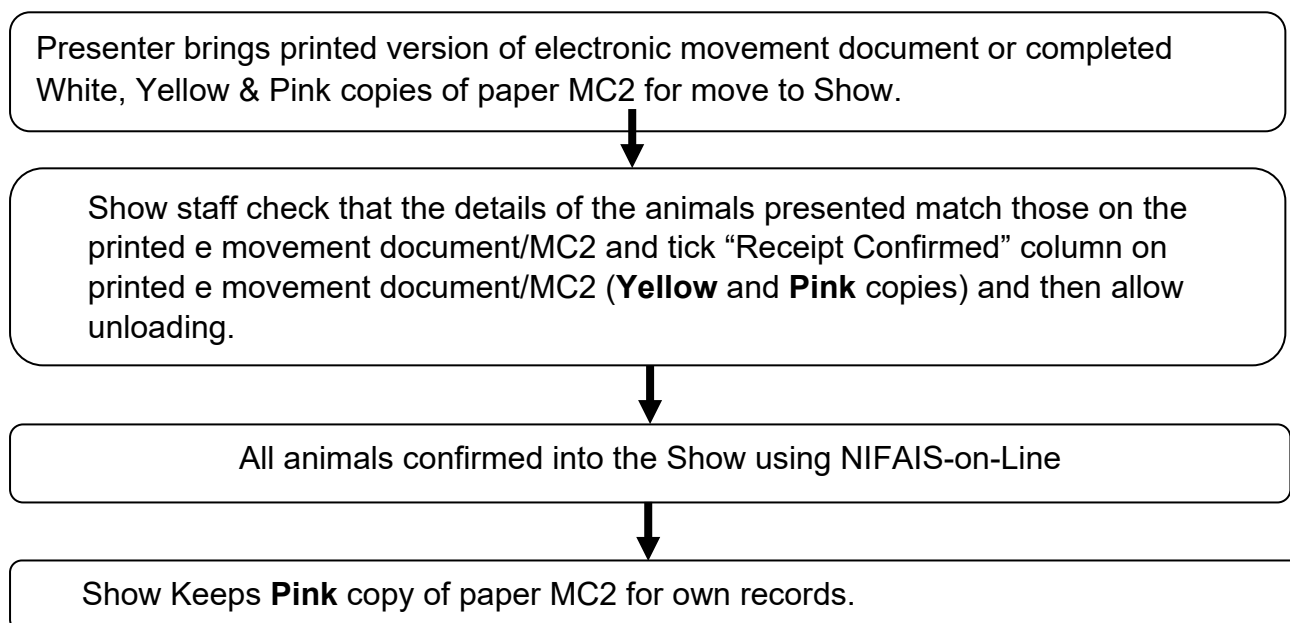 Presenter brings printed version of electronic movement document or completed
White, Yellow & Pink copies of paper MC2 for move to Show.
Show staff check that the details of the animals presented match those on the
printed e movement document/MC2 and tick “Receipt Confirmed” column on
printed e movement document/MC2 (Yellow and Pink copies) and then allow
unloading.
All animals confirmed into the Show using NIFAIS-on-Line
Show Keeps Pink copy of paper MC2 for own records.